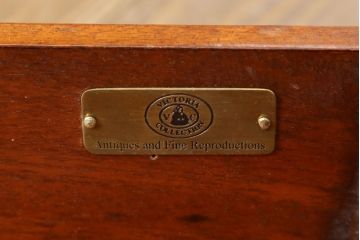 VICTORIA
V C
COLLECTION
Antiques and Fine Reproductions